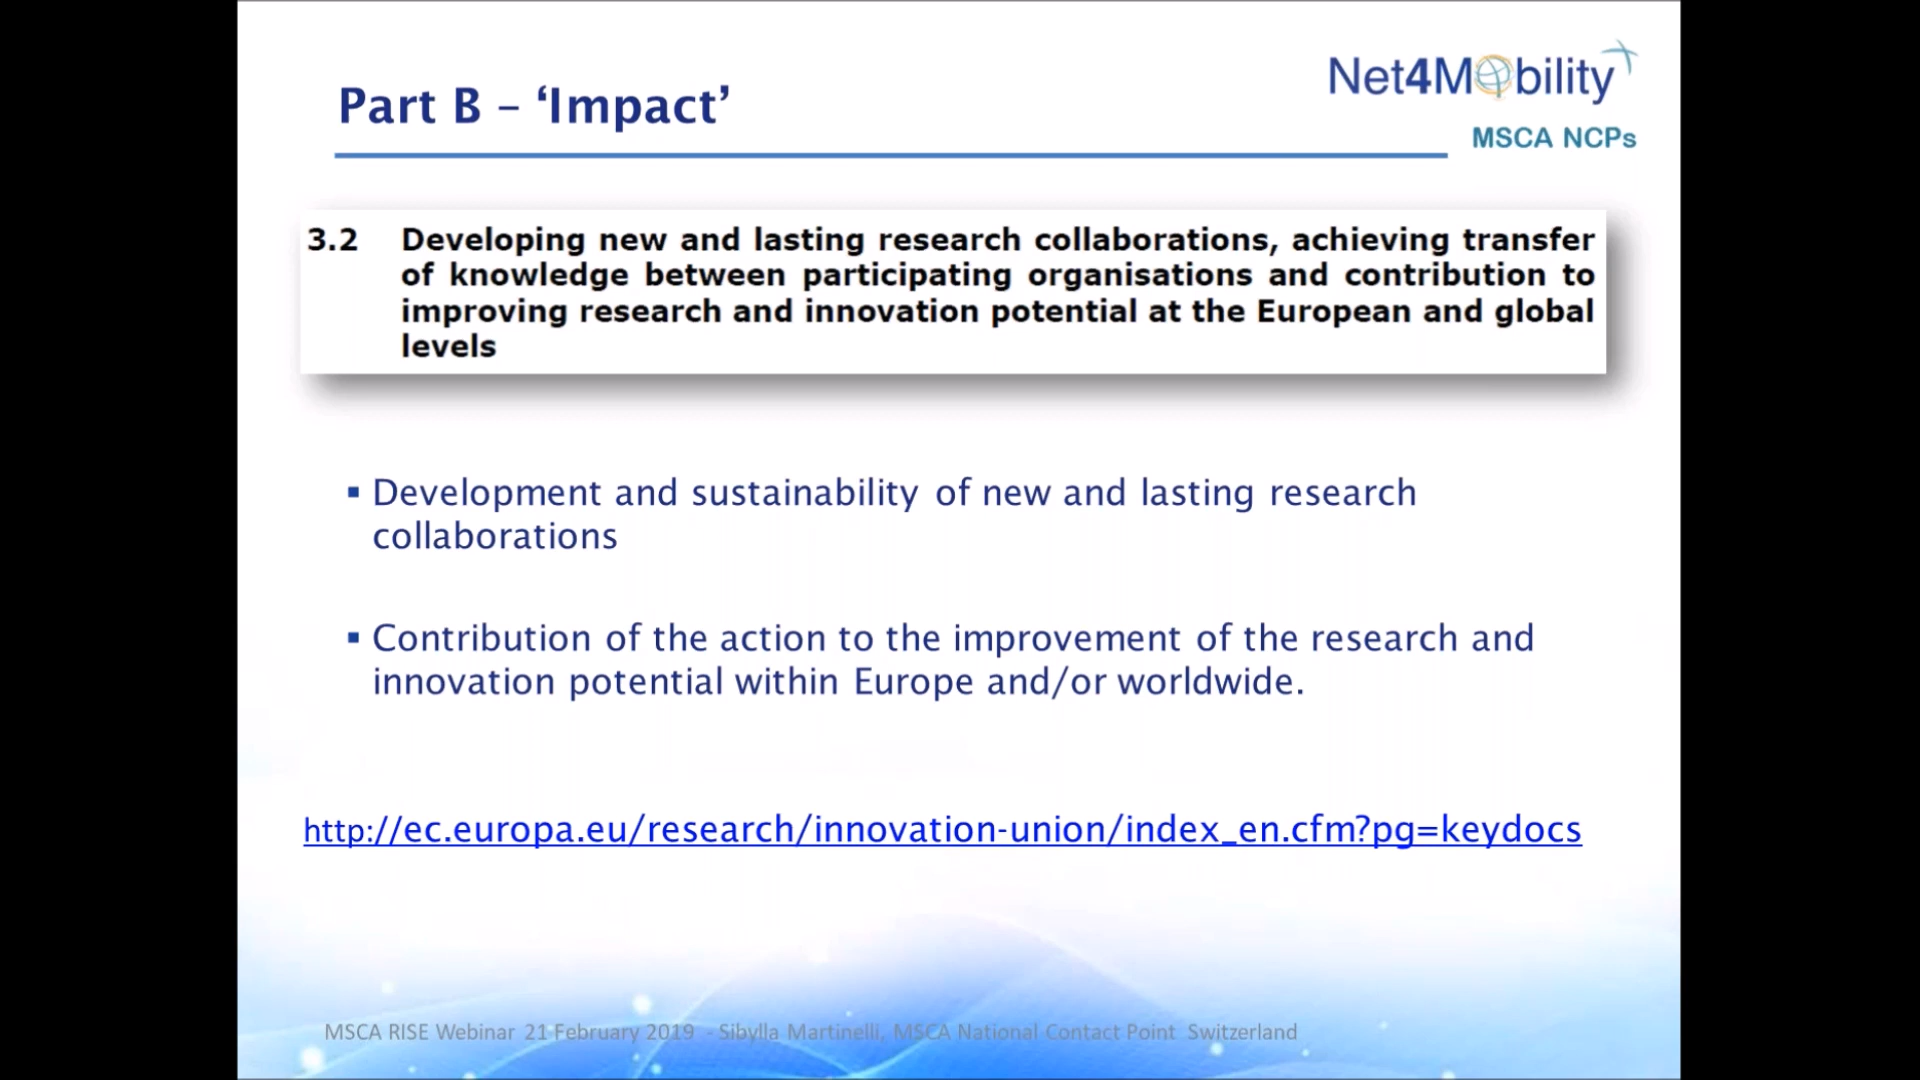 Part B – ‘Impact’
Net4Mobility
MSCA NCPs
3.2 Developing new and lasting research collaborations, achieving transfer
of knowledge between participating organisations and contribution to
improving research and innovation potential at the European and global
levels
▪ Development and sustainability of new and lasting research
collaborations
▪ Contribution of the action to the improvement of the research and
innovation potential within Europe and/or worldwide.
http://ec.europa.eu/research/innovation-union/index_en.cfm?pg=keydocs
MSCA RISE Webinar 21 February 2019 - Sibylla Martinelli, MSCA National Contact Point Switzerland